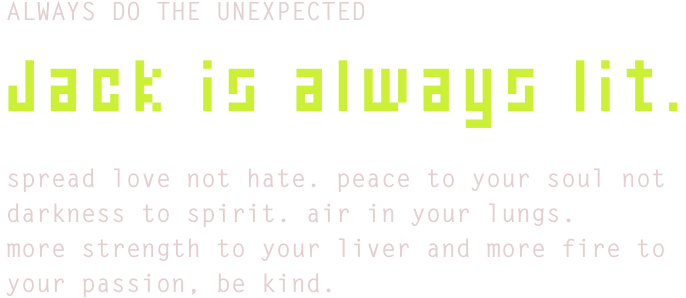 ALWAYS DO THE UNEXPECTED
Jack is always lit.
spread love not hate. peace to your soul not
darkness to spirit. air in your lungs.
more strength to your liver and more fire to
your passion, be kind.